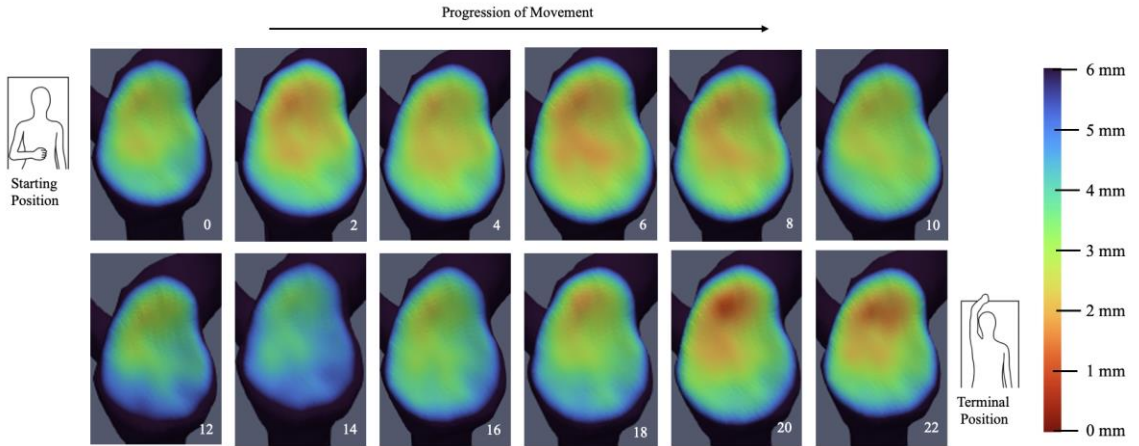 Progression of Movement
6 mm
Starting
Position
0
2
4
6
8
10
5 mm
4 mm
3 mm
2 mm
1 mm
0 mm
12
14
16
18
20
22
Terminal
Position